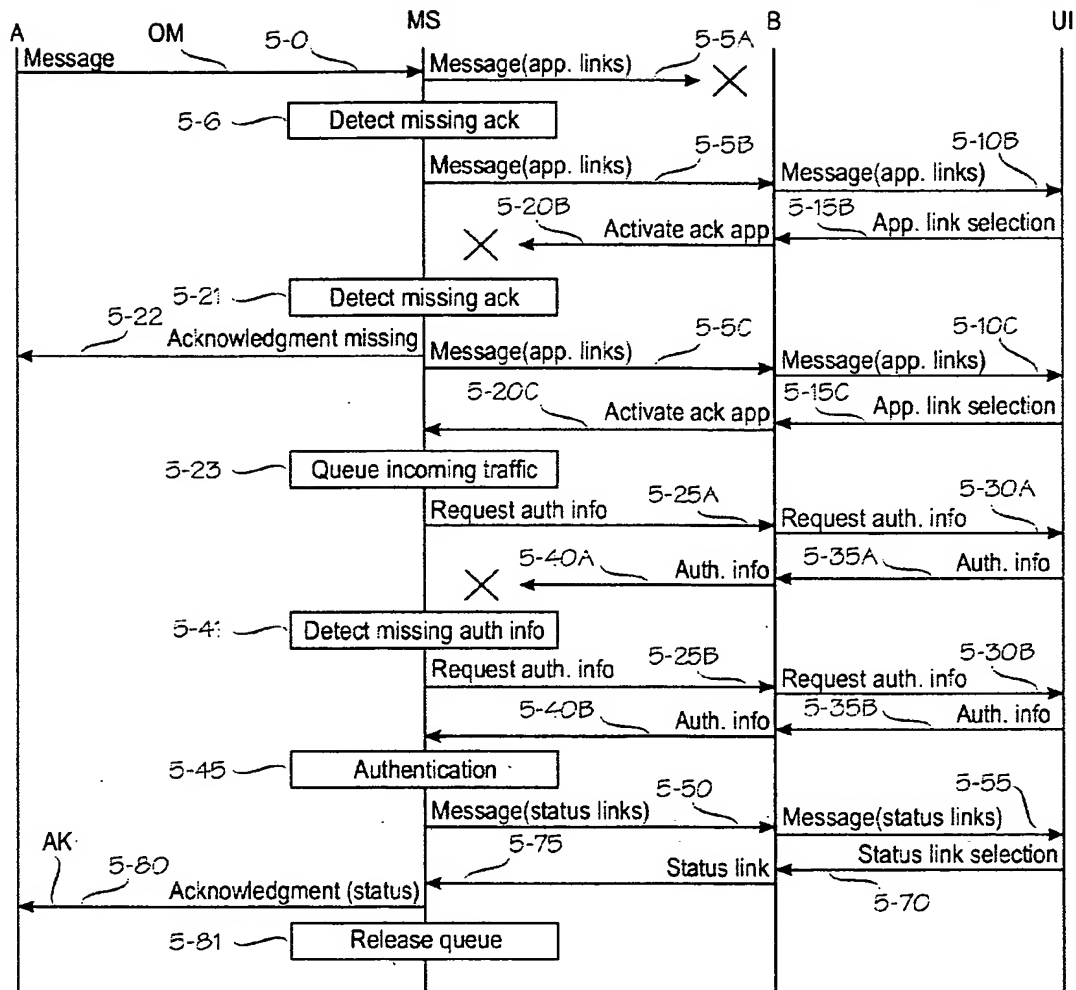 A
OM
MS
B
UI
Message
5-0
Message(app. links)
5-5A
5-6
Detect missing ack
Message(app. links)
5-5B
Message(app. links)
5-10B
5-20B
Activate ack app
5-15B
App. link selection
5-21
Detect missing ack
5-22
Acknowledgment missing
Message(app. links)
5-5C
Message(app. links)
5-10C
5-20C
Activate ack app
5-15C
App. link selection
5-23
Queue incoming traffic
Request auth info
5-25A
Request auth. info
5-30A
5-40A
Auth. info
5-35A
Auth. info
5-41
Detect missing auth info
Request auth. info
5-25B
Request auth. info
5-30B
5-40B
Auth. info
5-35B
Auth. info
5-45
Authentication
Message(status links)
5-50
Message(status links)
5-55
5-75
Status link
Status link selection
5-70
AK
5-80
Acknowledgment (status)
5-81
Release queue